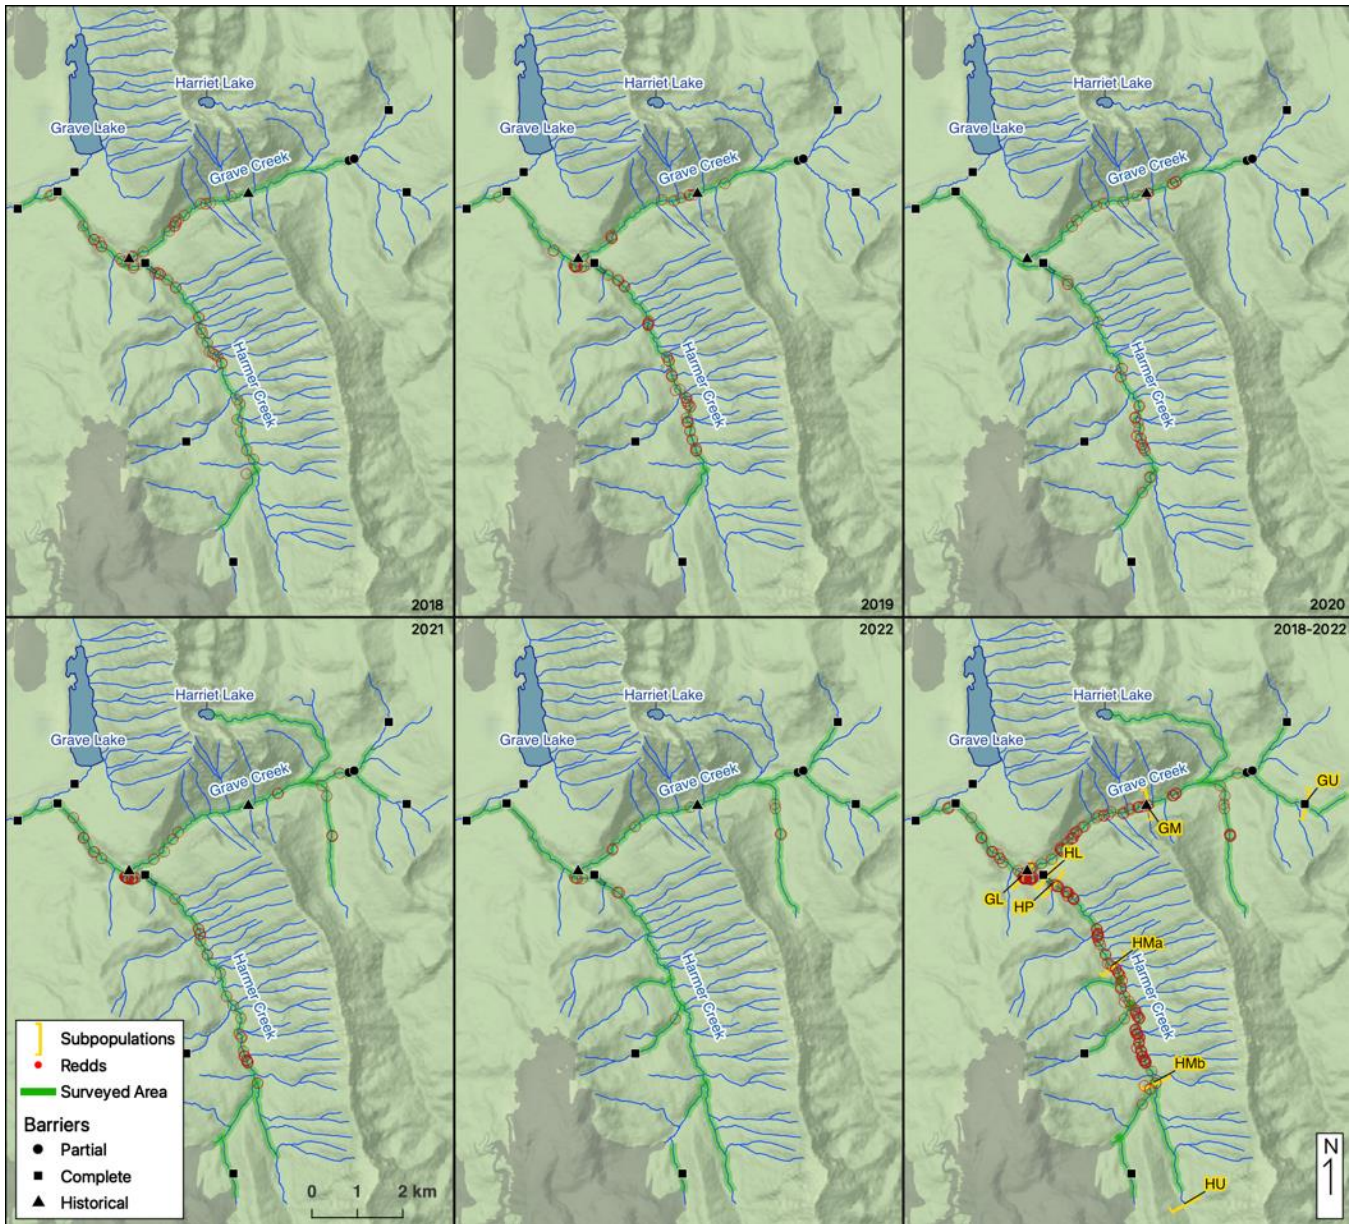 Harriet Lake
Grave Lake
Grave Creek
Harmer Creek
2018
Harriet Lake
Grave Lake
Grave Creek
Harmer Creek
2019
Harriet Lake
Grave Lake
Grave Creek
Harmer Creek
2020
2021
Harriet Lake
Grave Lake
Grave Creek
Harmer Creek
Subpopulations
Redds
Surveyed Area
Barriers
Partial
Complete
Historical
0 1 2 km
2022
Harriet Lake
Grave Lake
Grave Creek
Harmer Creek
2018-2022
Harriet Lake
Grave Lake
Grave Creek
GU
GM
HL
GL
HP
HMa
Harmer Creek
HMb
HU
N